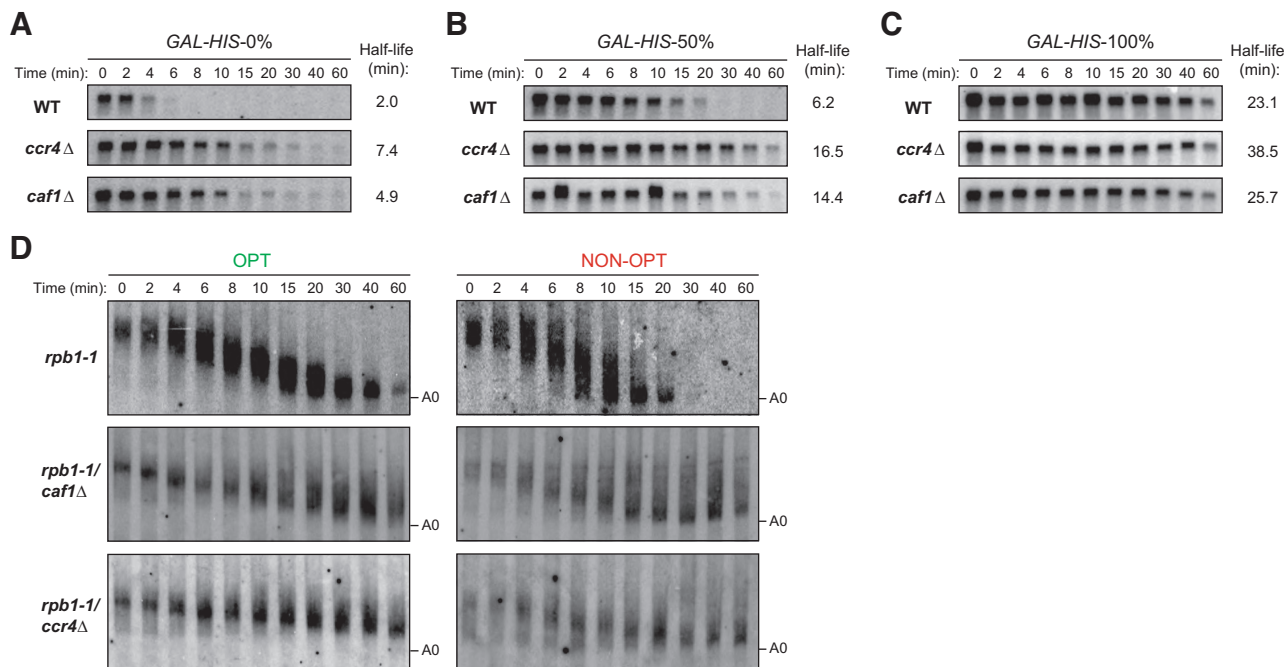 A
GAL-HIS-0%
Half-life
(min):
Time (min): 0 2 4 6 8 10 15 20 30 40 60
WT 2.0
ccr4Δ 7.4
caf1Δ 4.9
B
GAL-HIS-50%
Half-life
(min):
Time (min): 0 2 4 6 8 10 15 20 30 40 60
WT 6.2
ccr4Δ 16.5
caf1Δ 14.4
C
GAL-HIS-100%
Half-life
(min):
Time (min): 0 2 4 6 8 10 15 20 30 40 60
WT 23.1
ccr4Δ 38.5
caf1Δ 25.7
D
OPT NON-OPT
Time (min): 0 2 4 6 8 10 15 20 30 40 60 0 2 4 6 8 10 15 20 30 40 60
rpb1-1
A0 A0
rpb1-1/
caf1Δ
A0 A0
rpb1-1/
ccr4Δ
A0 A0